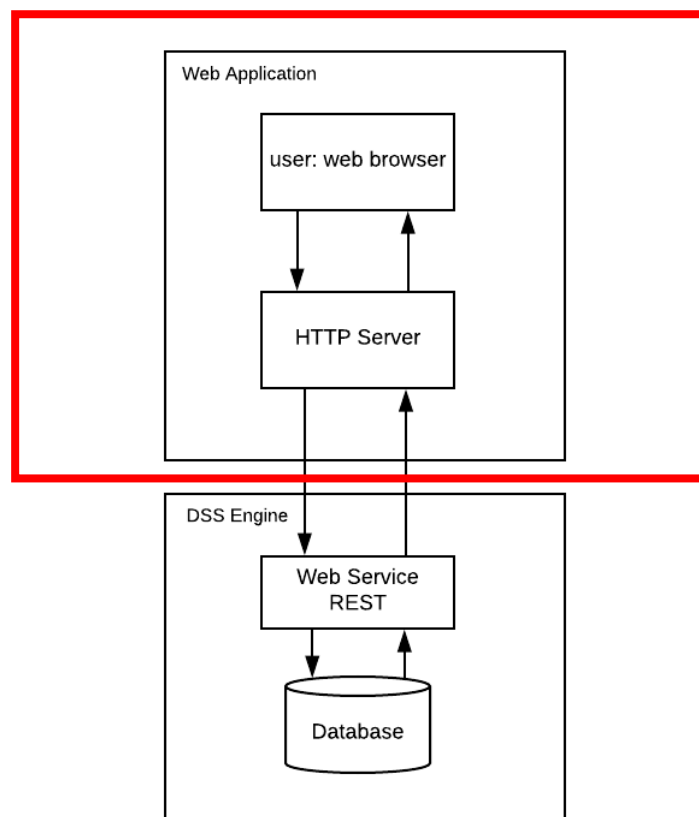 Web Application
user: web browser
HTTP Server
DSS Engine
Web Service
REST
Database